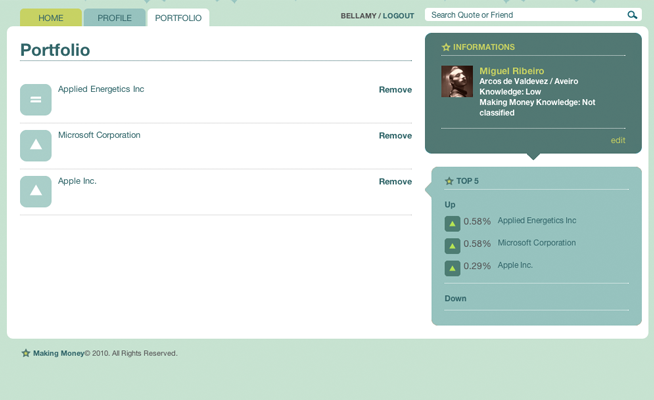 HOME
PROFILE
PORTFOLIO
BELLAMY / LOGOUT
Search Quote or Friend
Portfolio
Applied Energetics Inc
Remove
Microsoft Corporation
Remove
Apple Inc.
Remove
INFORMATIONS
Miguel Ribeiro
Arcos de Valdevez / Aveiro
Knowledge: Low
Making Money Knowledge: Not
classified
edit
TOP 5
Up
0.58% Applied Energetics Inc
0.58% Microsoft Corporation
0.29% Apple Inc.
Down
Making Money© 2010. All Rights Reserved.